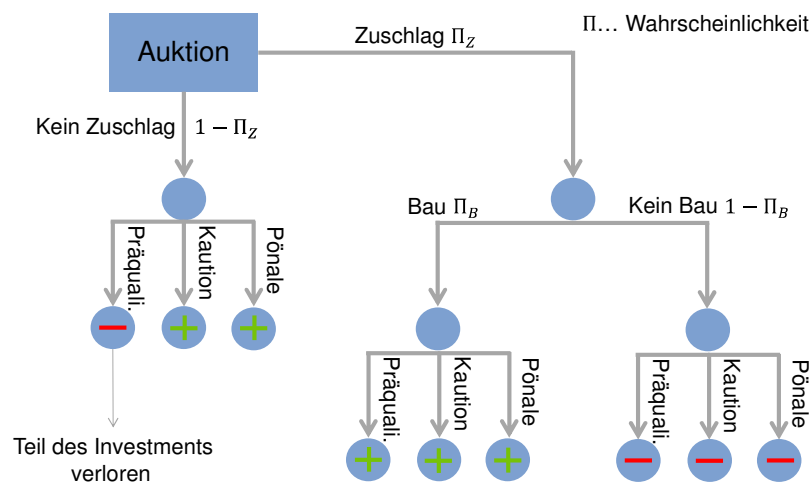 Π… Wahrscheinlichkeit
Auktion
Zuschlag Π_Z
Kein Zuschlag 1 − Π_Z
Bau Π_B
Kein Bau 1 − Π_B
Präquali.
Kaution
Pönale
Präquali.
Kaution
Pönale
Präquali.
Kaution
Pönale
Teil des Investments
verloren